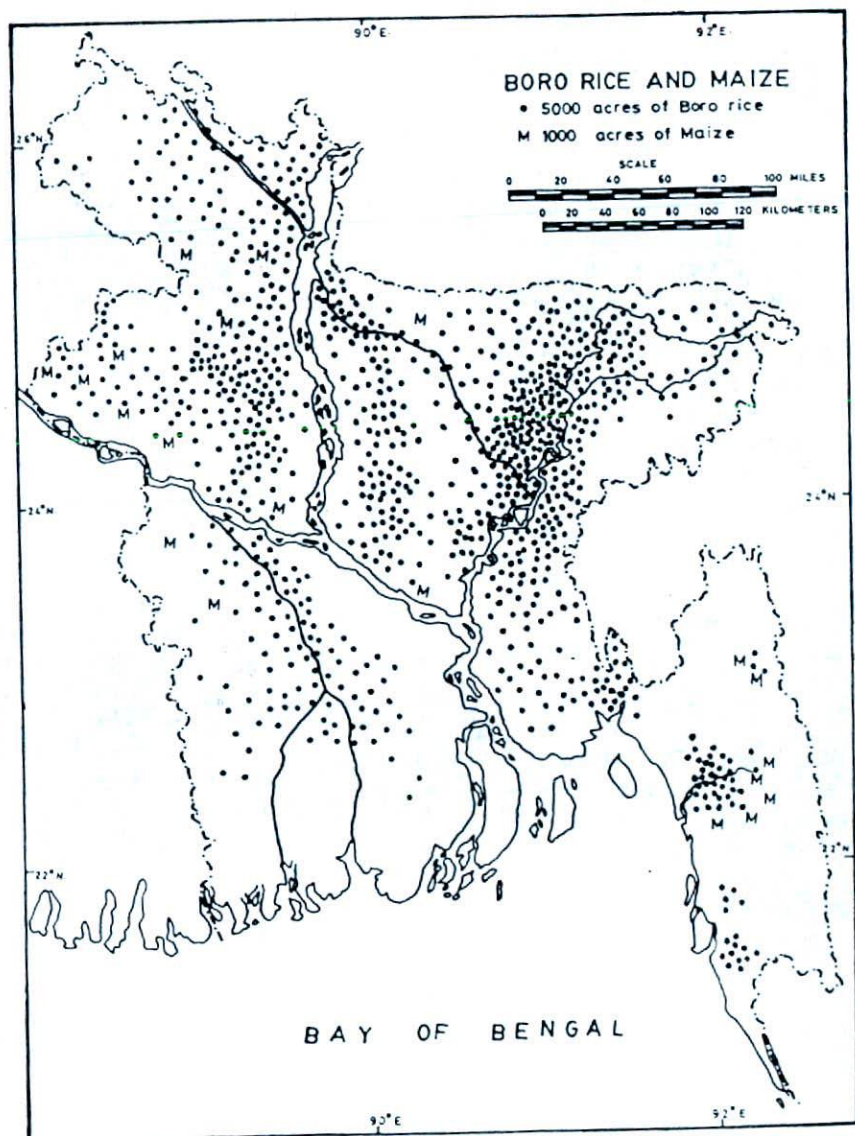 90°E
92°E
BORO RICE AND MAIZE
• 5000 acres of Boro rice
M 1000 acres of Maize
SCALE
0 20 40 60 80 100 MILES
0 20 40 60 80 100 120 KILOMETERS
26°N
M M
M
M
M
M M
M
M
M
24°N
24°N
M
M
M
M
M
M
M
M
M M
22°N
22°N
BAY OF BENGAL
90°E
92°E